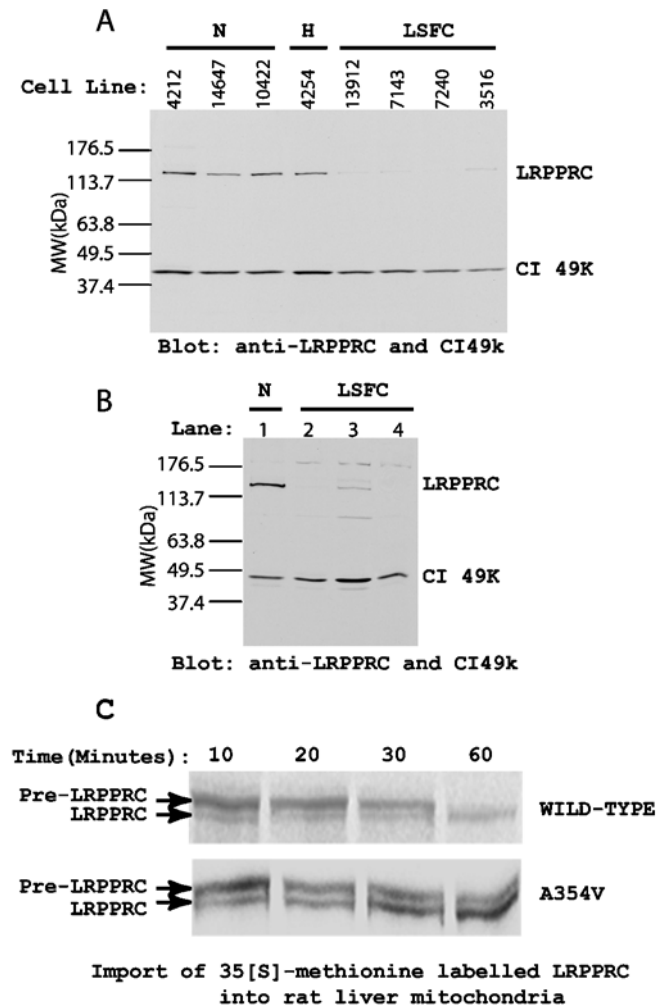 A
N H LSFC
Cell Line: 4212 14647 10422 4254 13912 7143 7240 3516
MW(kDa)
176.5
113.7
63.8
49.5
37.4
LRPPRC
CI 49K
Blot: anti-LRPPRC and CI49k
B
N LSFC
Lane: 1 2 3 4
MW(kDa)
176.5
113.7
63.8
49.5
37.4
LRPPRC
CI 49K
Blot: anti-LRPPRC and CI49k
C
Time(Minutes): 10 20 30 60
Pre-LRPPRC
LRPPRC
WILD-TYPE
Pre-LRPPRC
LRPPRC
A354V
Import of 35[S]-methionine labelled LRPPRC
into rat liver mitochondria